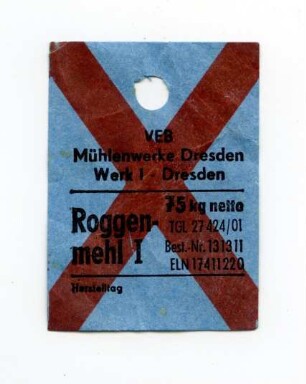 VEB
Mühlenwerke Dresden
Werk I Dresden
Roggen-
mehl I
75 kg netto
TGL 27 424/01
Best.-Nr. 131311
ELN 17411220
Herstelltag